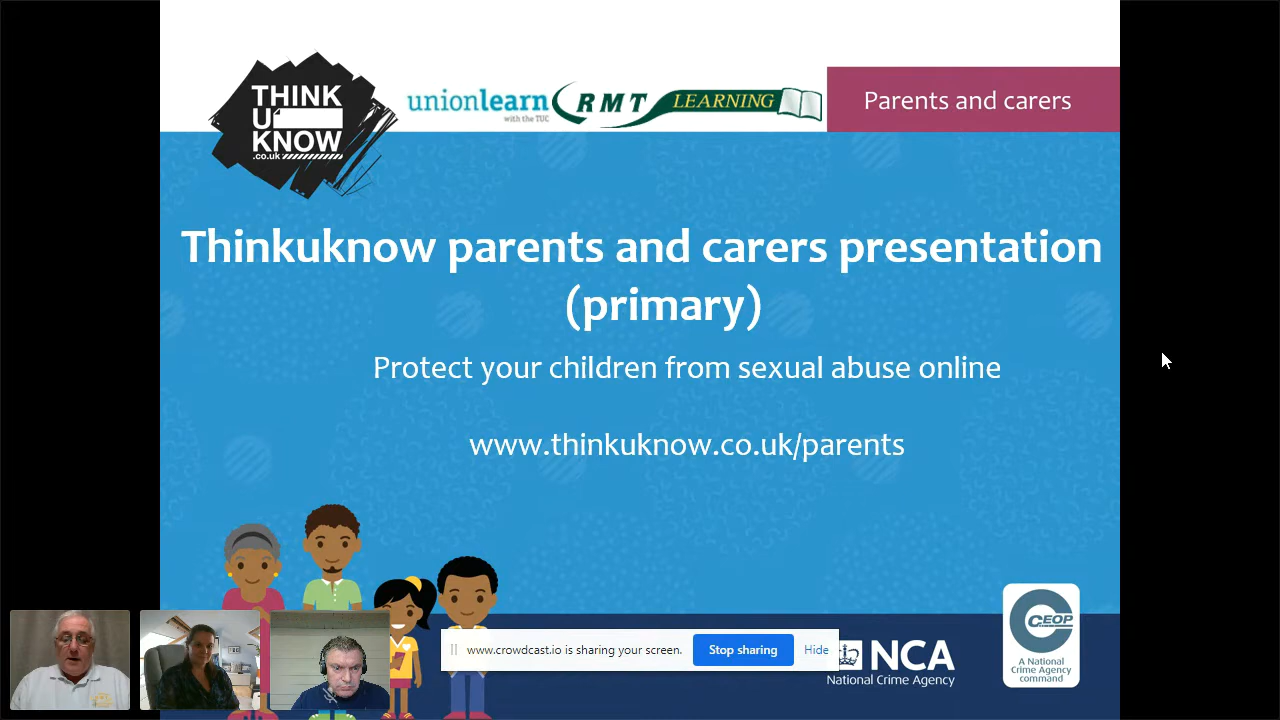 THINK
U
KNOW
.co.uk
unionlearn
with the TUC
RMT LEARNING
Parents and carers
Thinkuknow parents and carers presentation
(primary)
Protect your children from sexual abuse online
www.thinkuknow.co.uk/parents
www.crowdcast.io is sharing your screen.
Stop sharing
Hide
NCA
National Crime Agency
CEOP
A National
Crime Agency
command